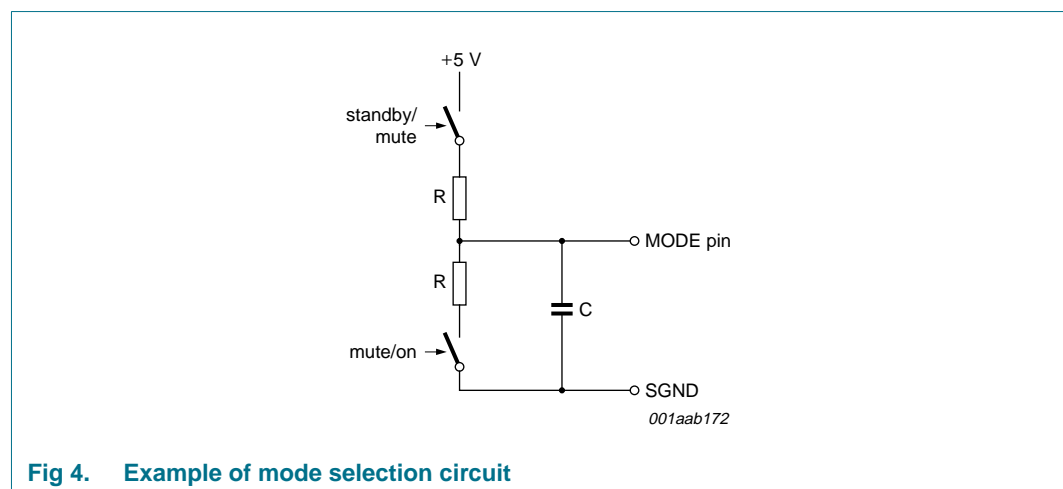 +5 V
standby/
mute
R
MODE pin
R
C
mute/on
SGND
001aab172
Fig 4. Example of mode selection circuit